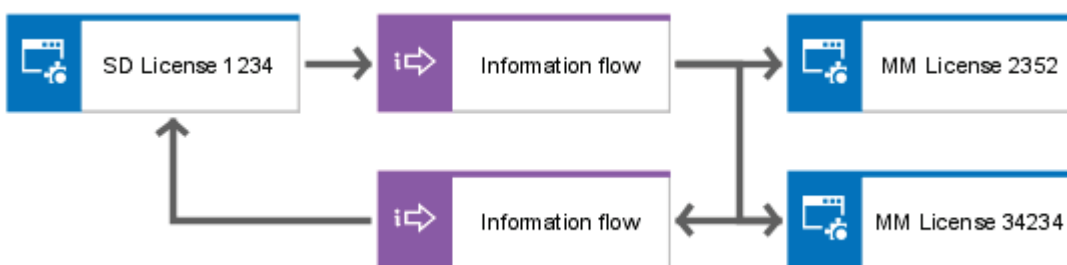 SD License 1234
Information flow
MM License 2352
Information flow
MM License 34234